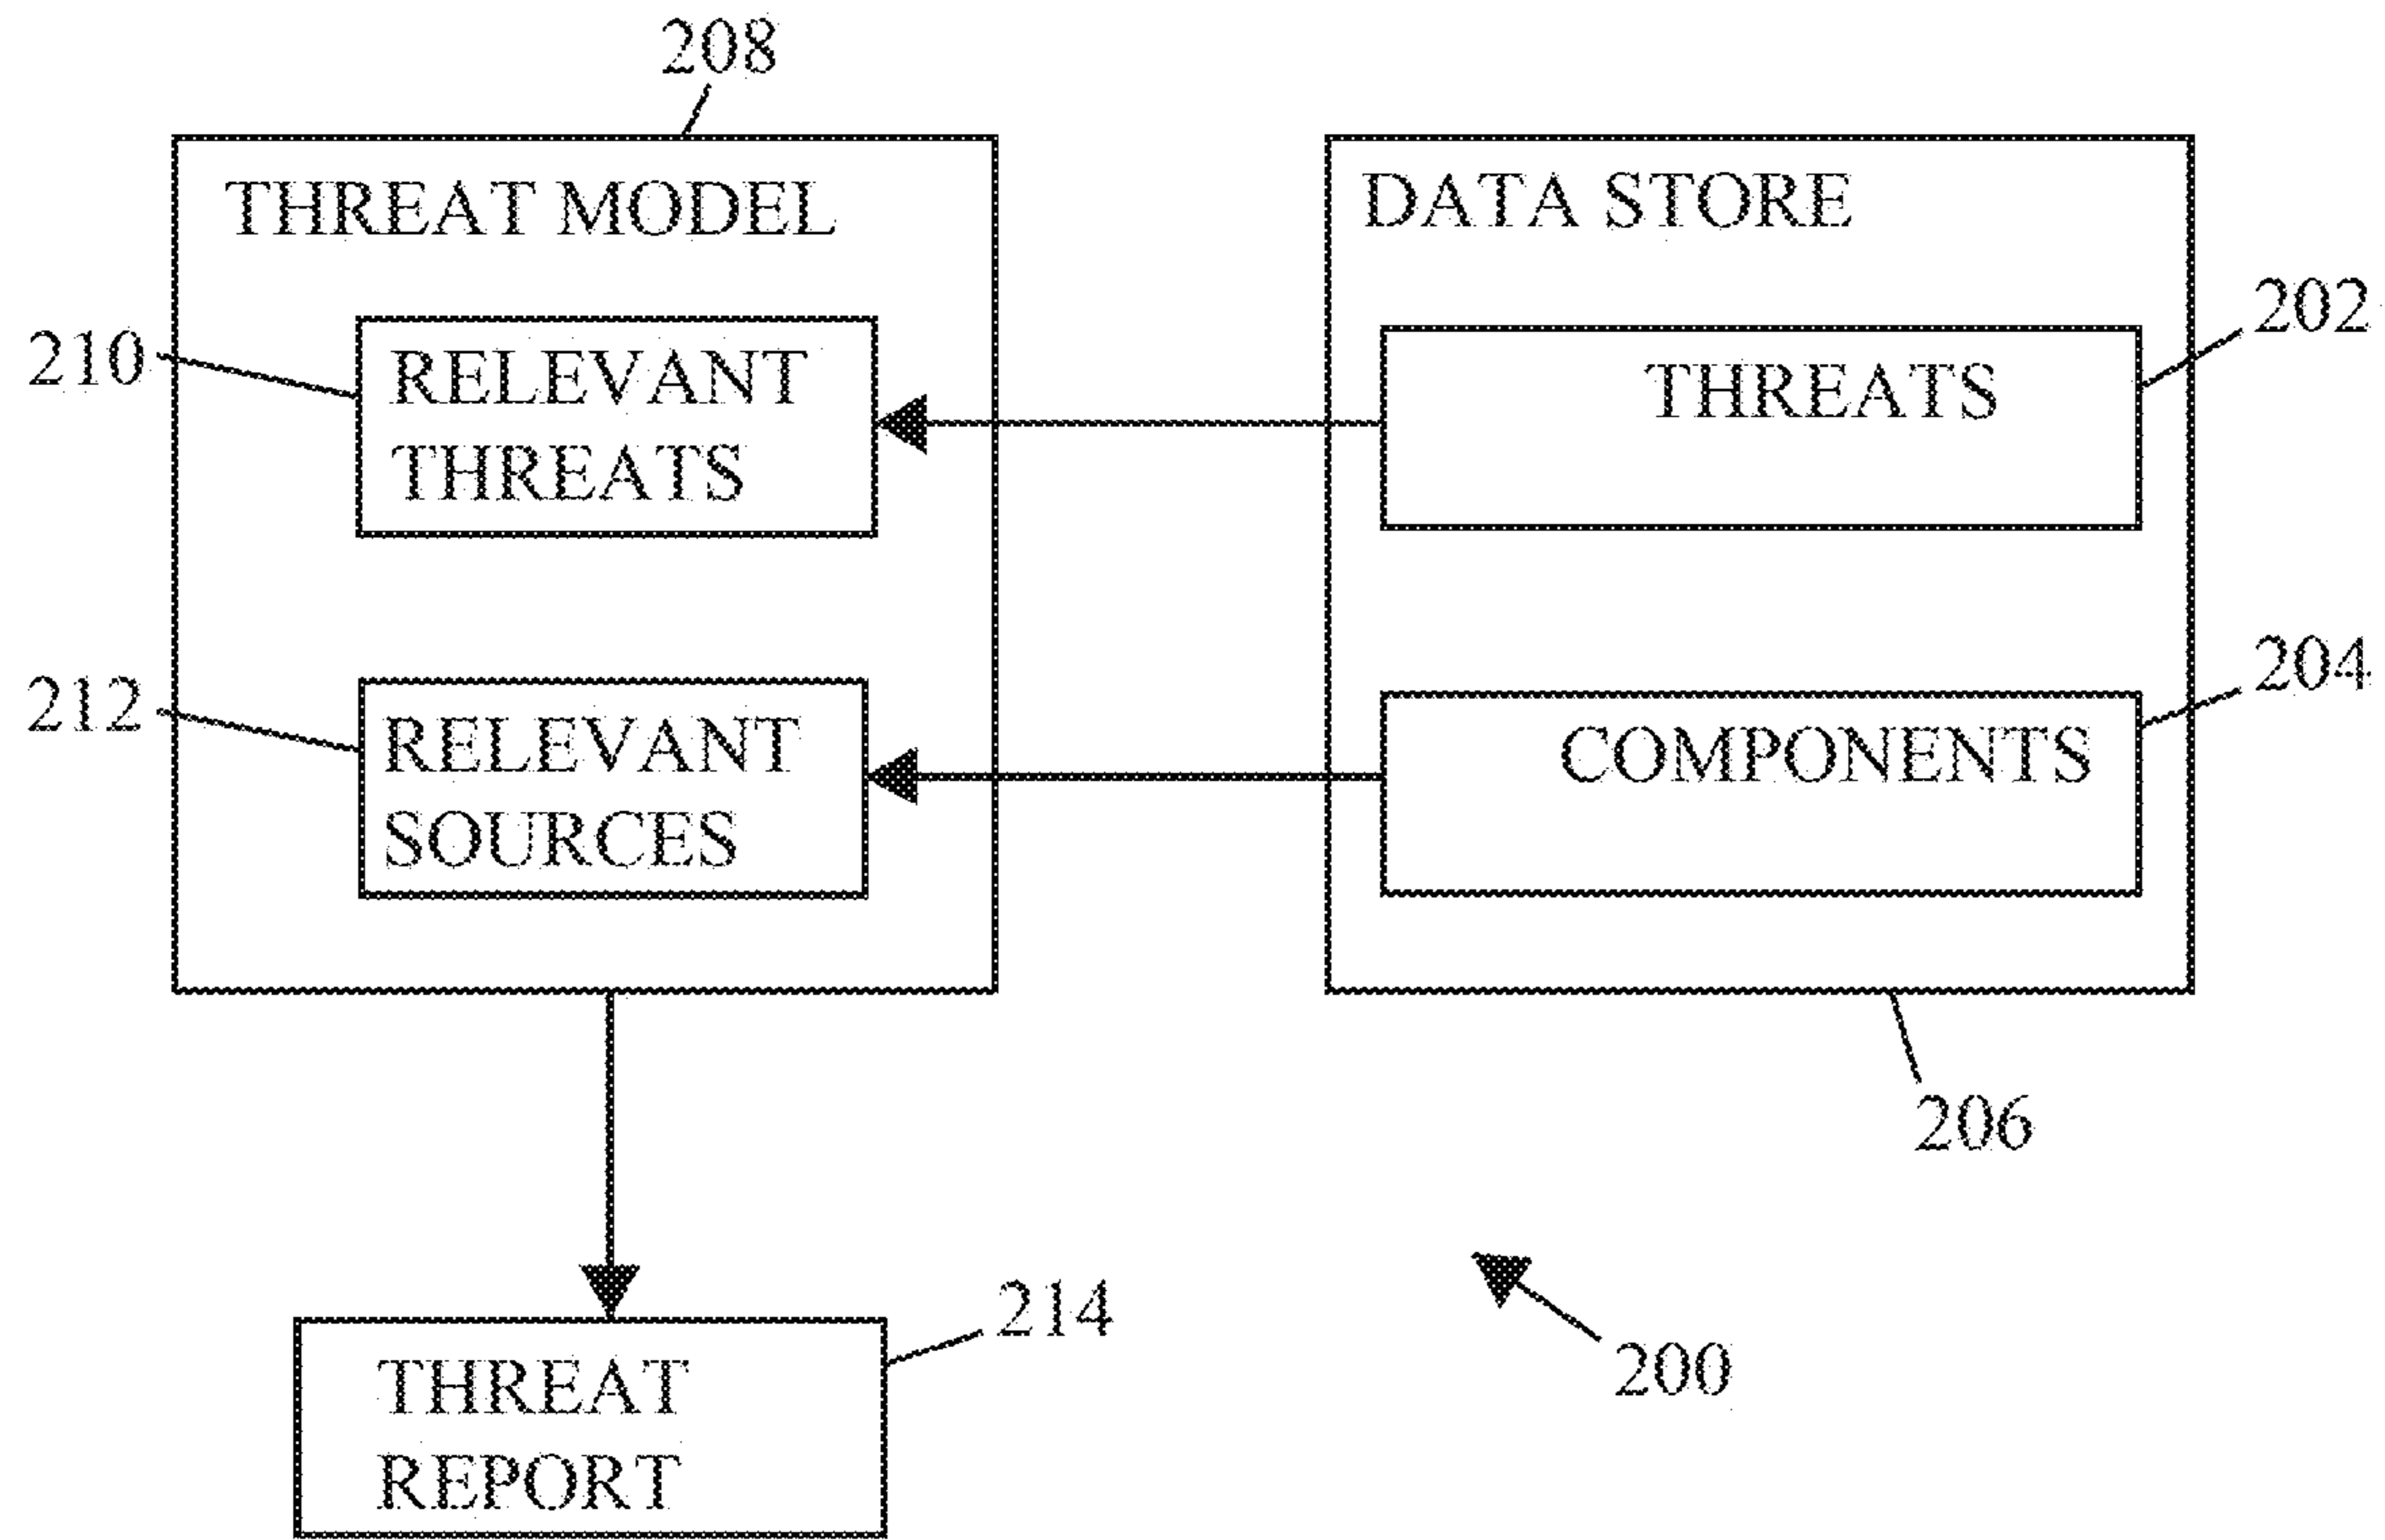 208
THREAT MODEL
DATA STORE
210
RELEVANT
THREATS
THREATS
202
212
RELEVANT
SOURCES
COMPONENTS
204
206
214
THREAT
REPORT
200